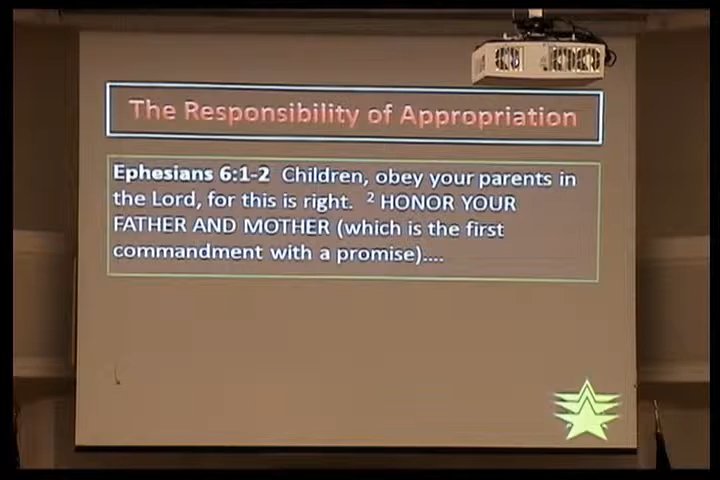 The Responsibility of Appropriation
Ephesians 6:1-2 Children, obey your parents in
the Lord, for this is right. ² HONOR YOUR
FATHER AND MOTHER (which is the first
commandment with a promise)....